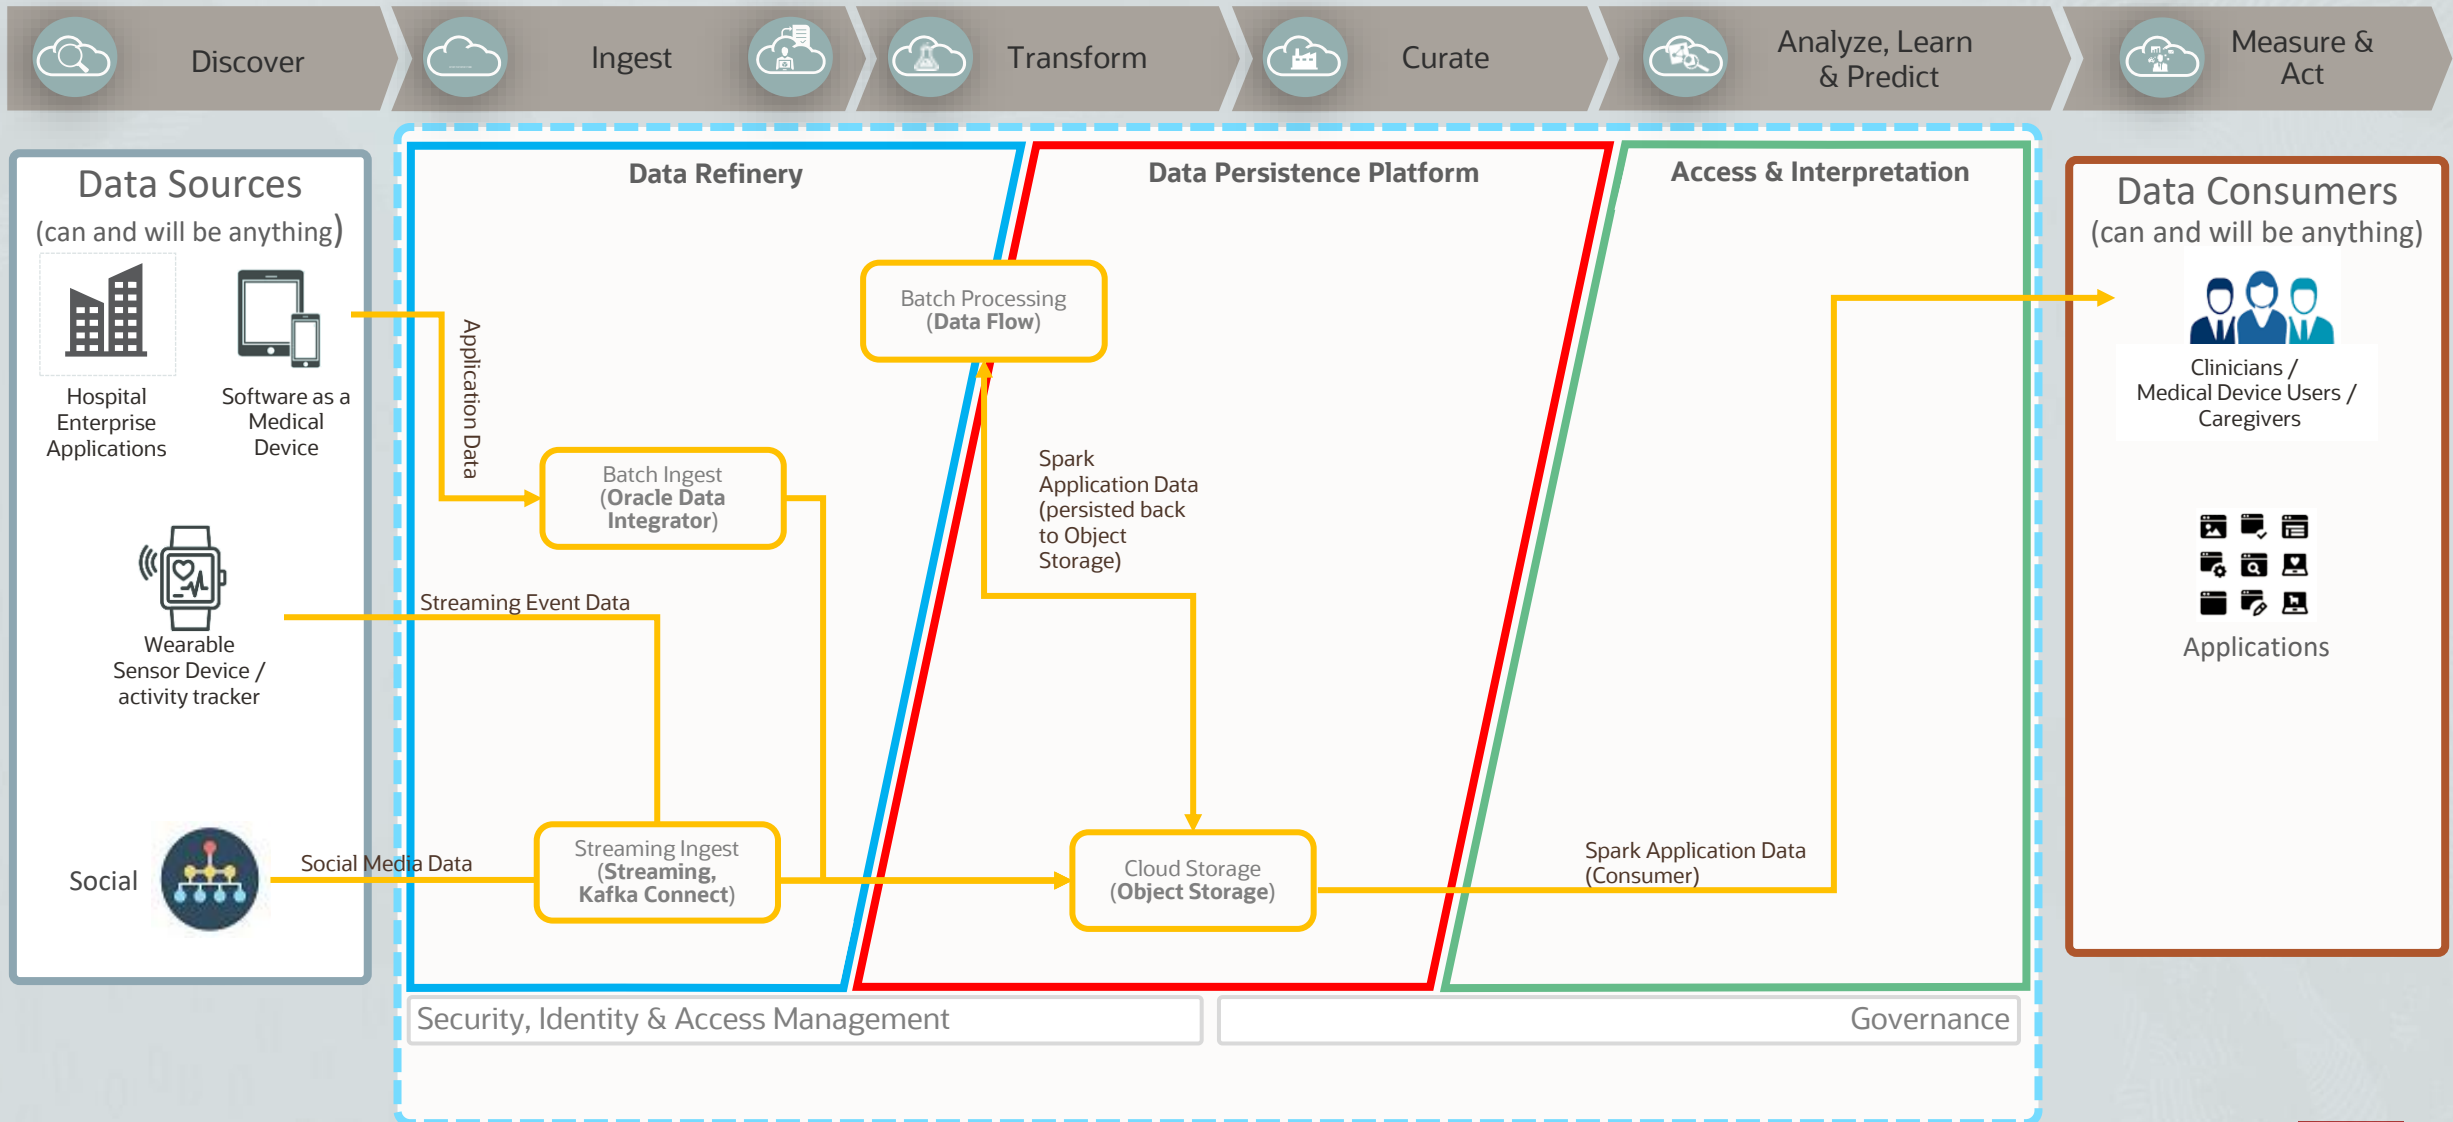 Discover
Ingest
Transform
Curate
Analyze, Learn
& Predict
Measure &
Act
Data Sources
(can and will be anything)
Hospital
Enterprise
Applications
Software as a
Medical
Device
Wearable
Sensor Device /
activity tracker
Social
Data Refinery
Application Data
Batch Ingest
(Oracle Data
Integrator)
Streaming Event Data
Social Media Data
Streaming Ingest
(Streaming,
Kafka Connect)
Batch Processing
(Data Flow)
Data Persistence Platform
Spark
Application Data
(persisted back
to Object
Storage)
Cloud Storage
(Object Storage)
Access & Interpretation
Spark Application Data
(Consumer)
Data Consumers
(can and will be anything)
Clinicians /
Medical Device Users /
Caregivers
Applications
Security, Identity & Access Management
Governance